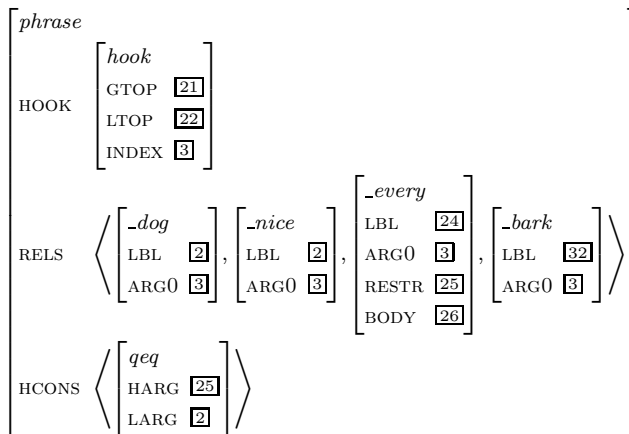 phrase
HOOK hook
GTOP 21
LTOP 22
INDEX 3
RELS ⟨ _dog
LBL 2
ARG0 3 , _nice
LBL 2
ARG0 3 , _every
LBL 24
ARG0 3
RESTR 25
BODY 26 , _bark
LBL 32
ARG0 3 ⟩
HCONS ⟨ qeq
HARG 25
LARG 2 ⟩